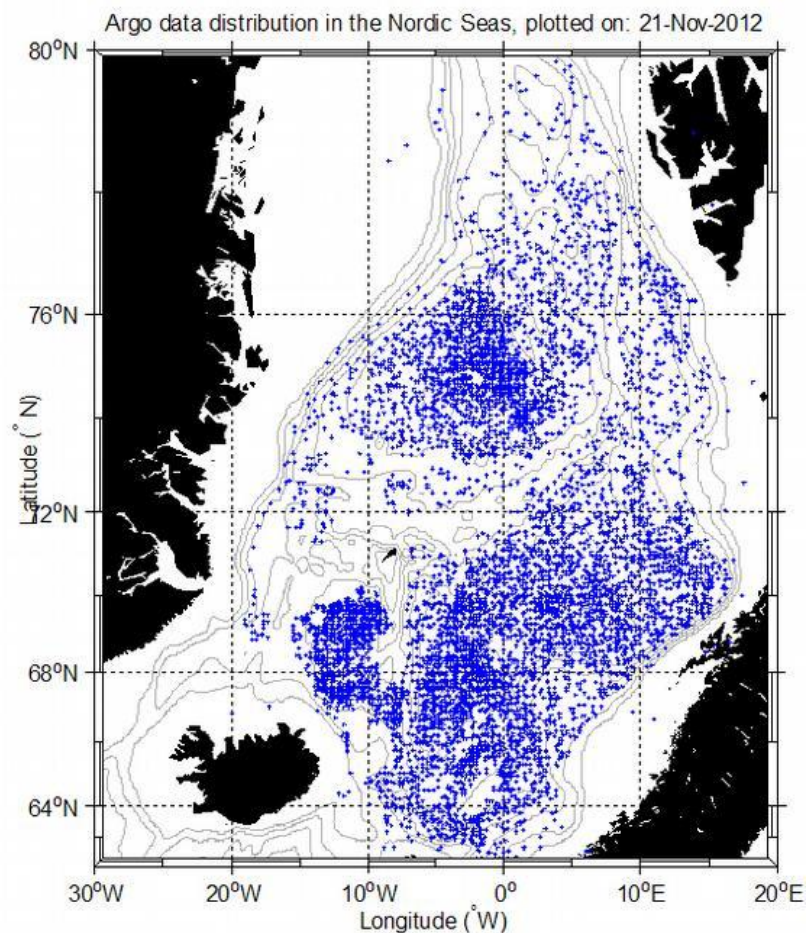 Argo data distribution in the Nordic Seas, plotted on: 21-Nov-2012
80°N
76°N
72°N
68°N
64°N
Latitude (° N)
30°W 20°W 10°W 0° 10°E 20°E
Longitude (°W)